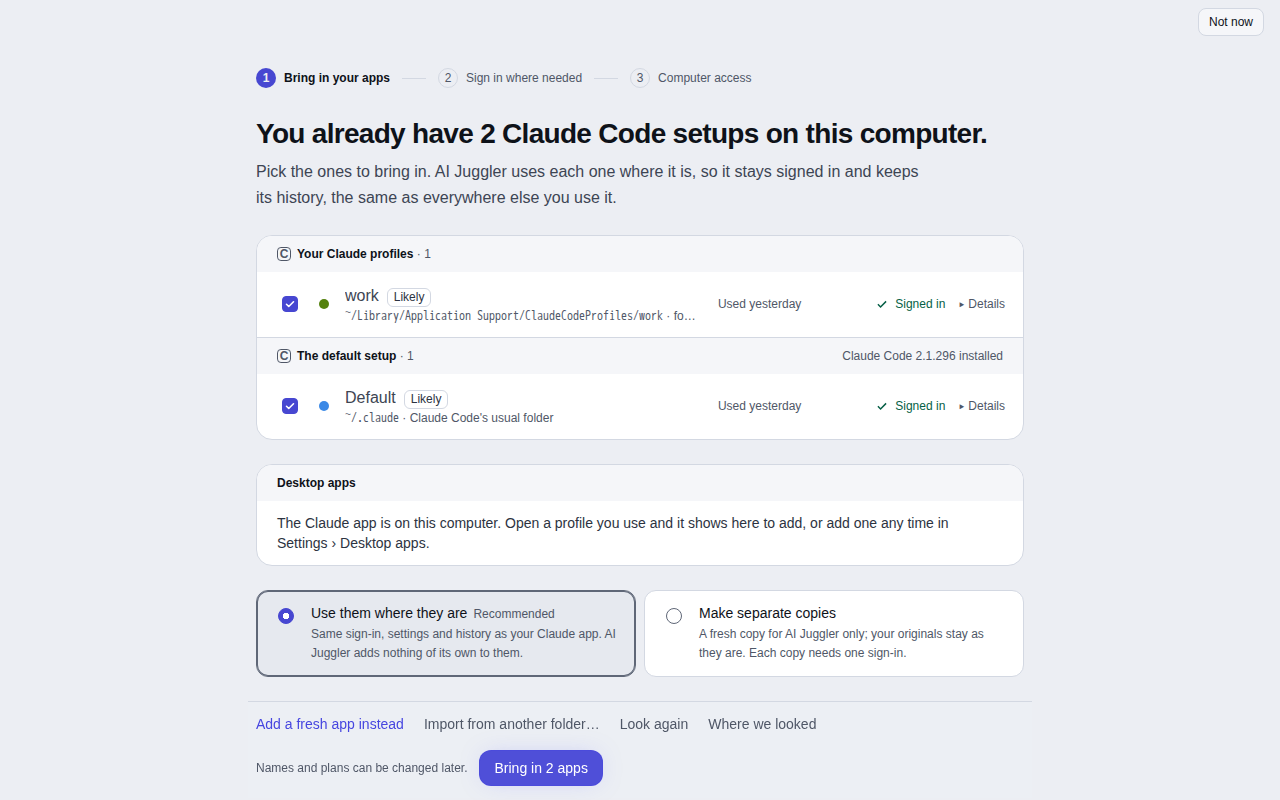 Not now
1 Bring in your apps 2 Sign in where needed 3 Computer access
You already have 2 Claude Code setups on this computer.
Pick the ones to bring in. AI Juggler uses each one where it is, so it stays signed in and keeps
its history, the same as everywhere else you use it.
C Your Claude profiles · 1
work Likely
~/Library/Application Support/ClaudeCodeProfiles/work · fo…
Used yesterday
Signed in ▸ Details
C The default setup · 1
Claude Code 2.1.296 installed
Default Likely
~/.claude · Claude Code's usual folder
Used yesterday
Signed in ▸ Details
Desktop apps
The Claude app is on this computer. Open a profile you use and it shows here to add, or add one any time in
Settings › Desktop apps.
Use them where they are Recommended
Same sign-in, settings and history as your Claude app. AI
Juggler adds nothing of its own to them.
Make separate copies
A fresh copy for AI Juggler only; your originals stay as
they are. Each copy needs one sign-in.
Add a fresh app instead Import from another folder… Look again Where we looked
Names and plans can be changed later. Bring in 2 apps